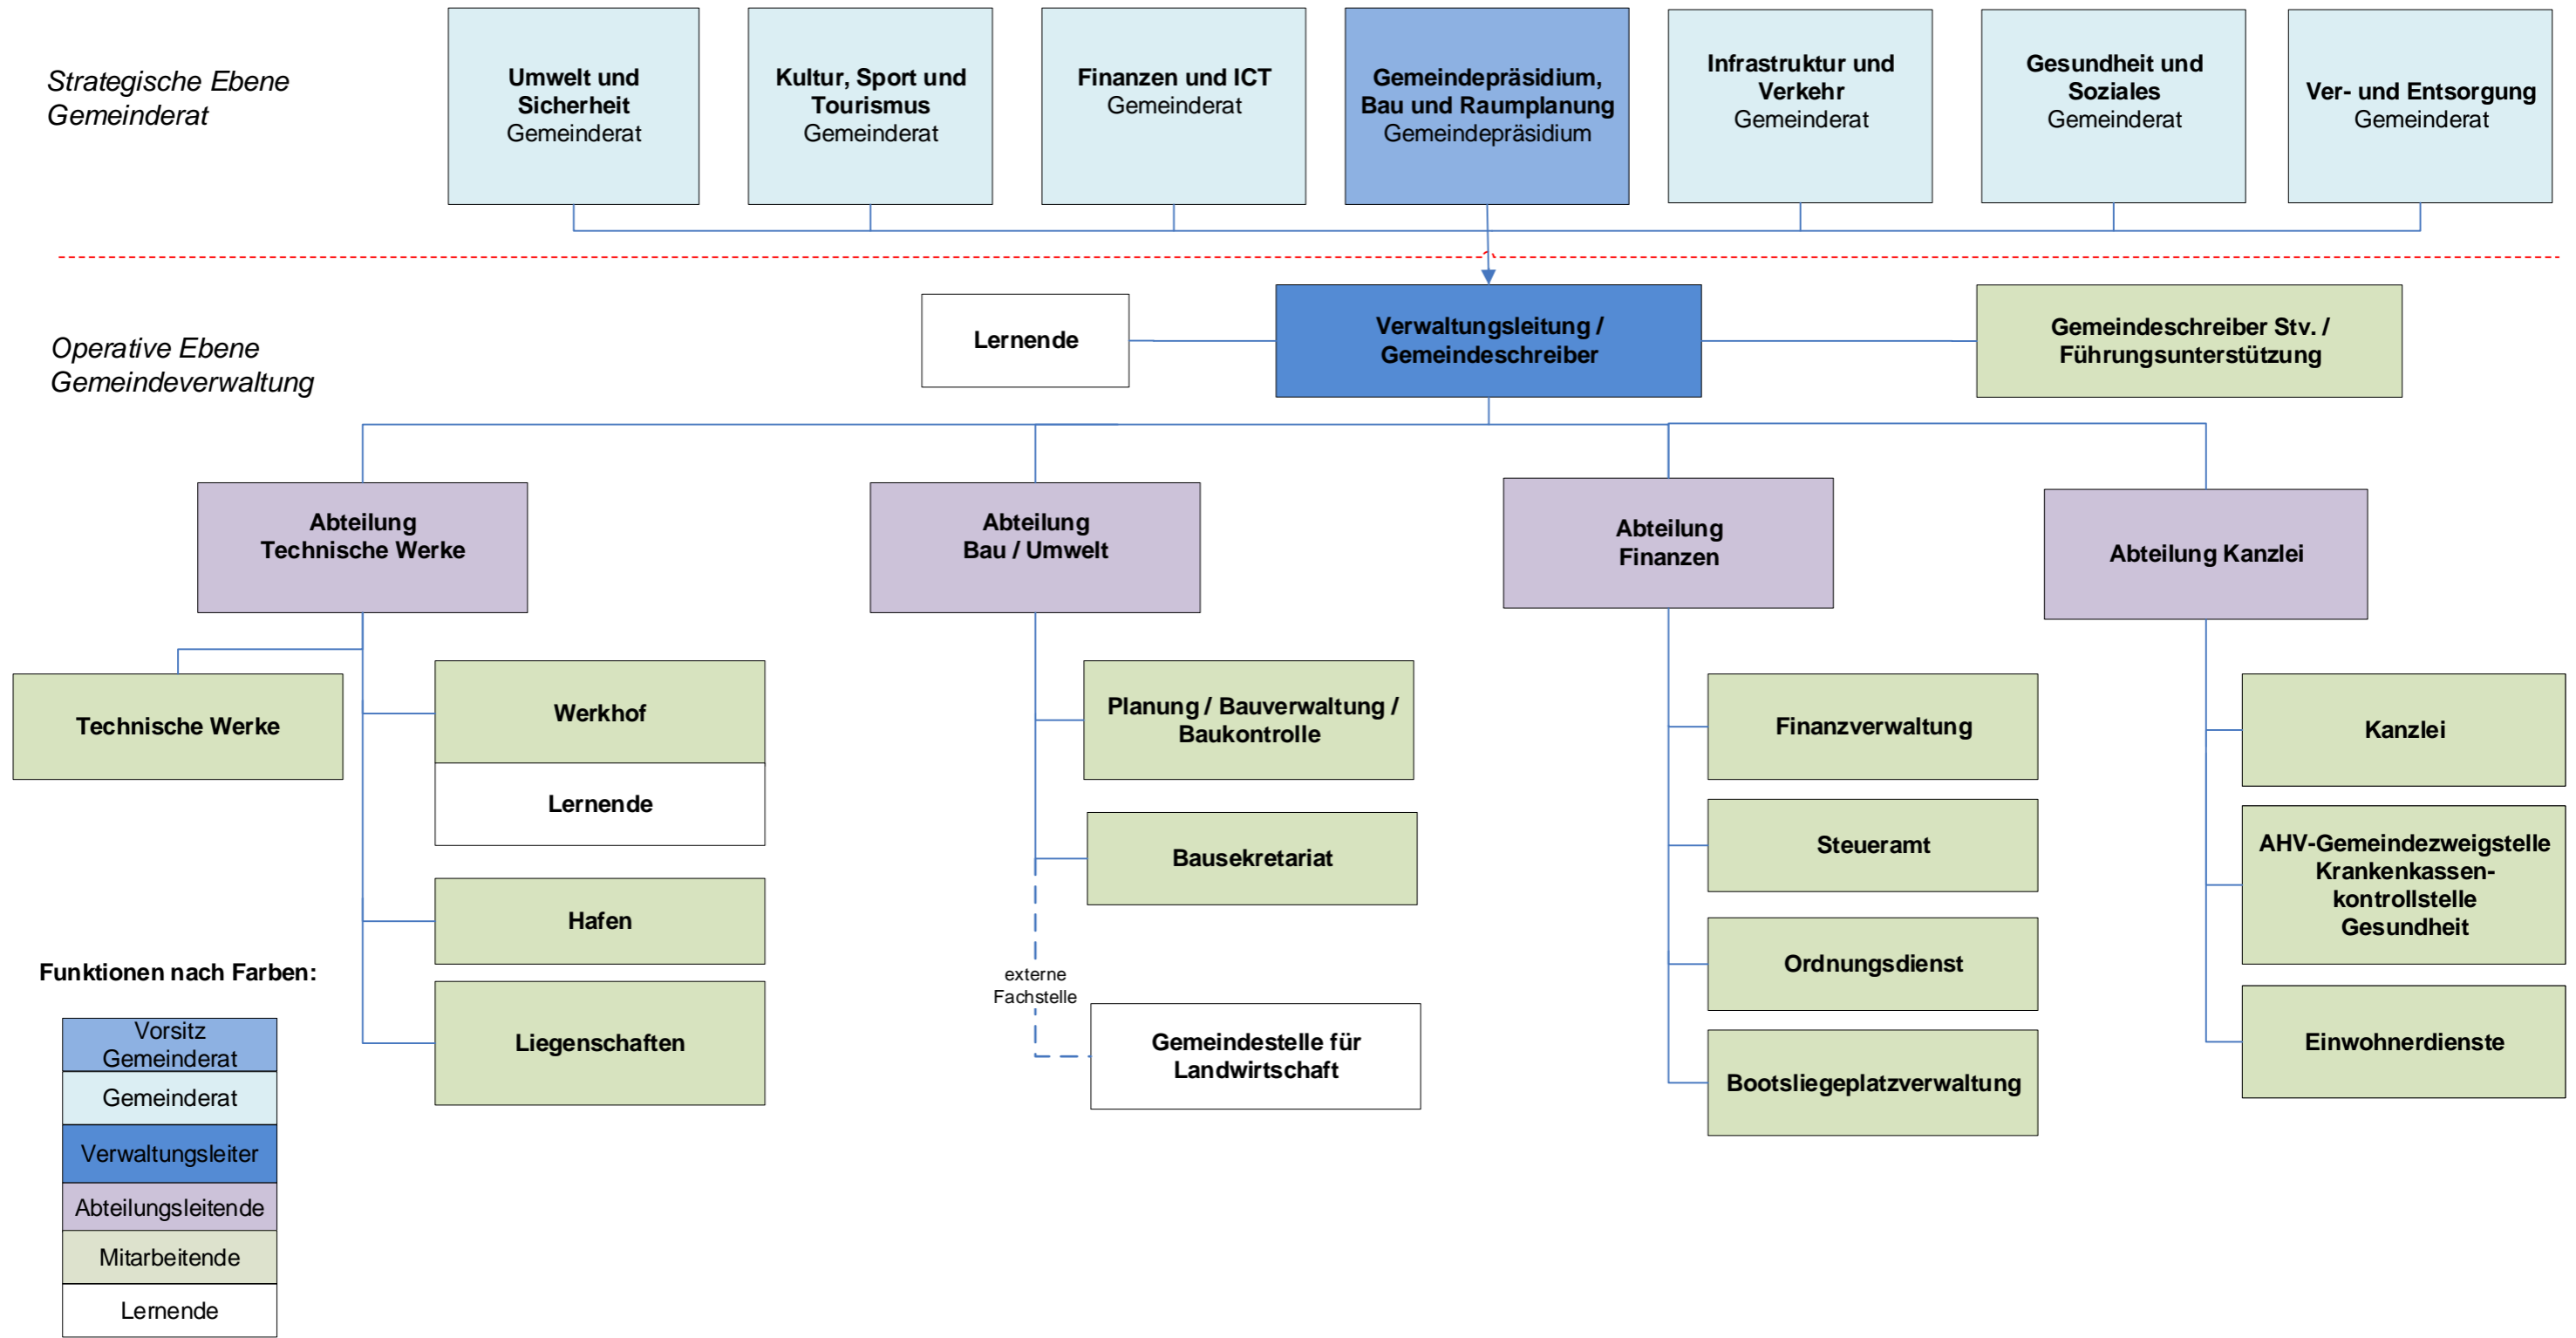 Strategische Ebene
Gemeinderat
Umwelt und
Sicherheit
Gemeinderat
Kultur, Sport und
Tourismus
Gemeinderat
Finanzen und ICT
Gemeinderat
Gemeindepräsidium,
Bau und Raumplanung
Gemeindepräsidium
Infrastruktur und
Verkehr
Gemeinderat
Gesundheit und
Soziales
Gemeinderat
Ver- und Entsorgung
Gemeinderat
Operative Ebene
Gemeindeverwaltung
Lernende
Verwaltungsleitung /
Gemeindeschreiber
Gemeindeschreiber Stv. /
Führungsunterstützung
Abteilung
Technische Werke
Abteilung
Bau / Umwelt
Abteilung
Finanzen
Abteilung Kanzlei
Technische Werke
Werkhof
Lernende
Hafen
Liegenschaften
Planung / Bauverwaltung /
Baukontrolle
Bausekretariat
externe
Fachstelle
Gemeindestelle für
Landwirtschaft
Finanzverwaltung
Steueramt
Ordnungsdienst
Bootsliegeplatzverwaltung
Kanzlei
AHV-Gemeindezweigstelle
Krankenkassen-
kontrollstelle
Gesundheit
Einwohnerdienste
Funktionen nach Farben:
Vorsitz
Gemeinderat
Gemeinderat
Verwaltungsleiter
Abteilungsleitende
Mitarbeitende
Lernende